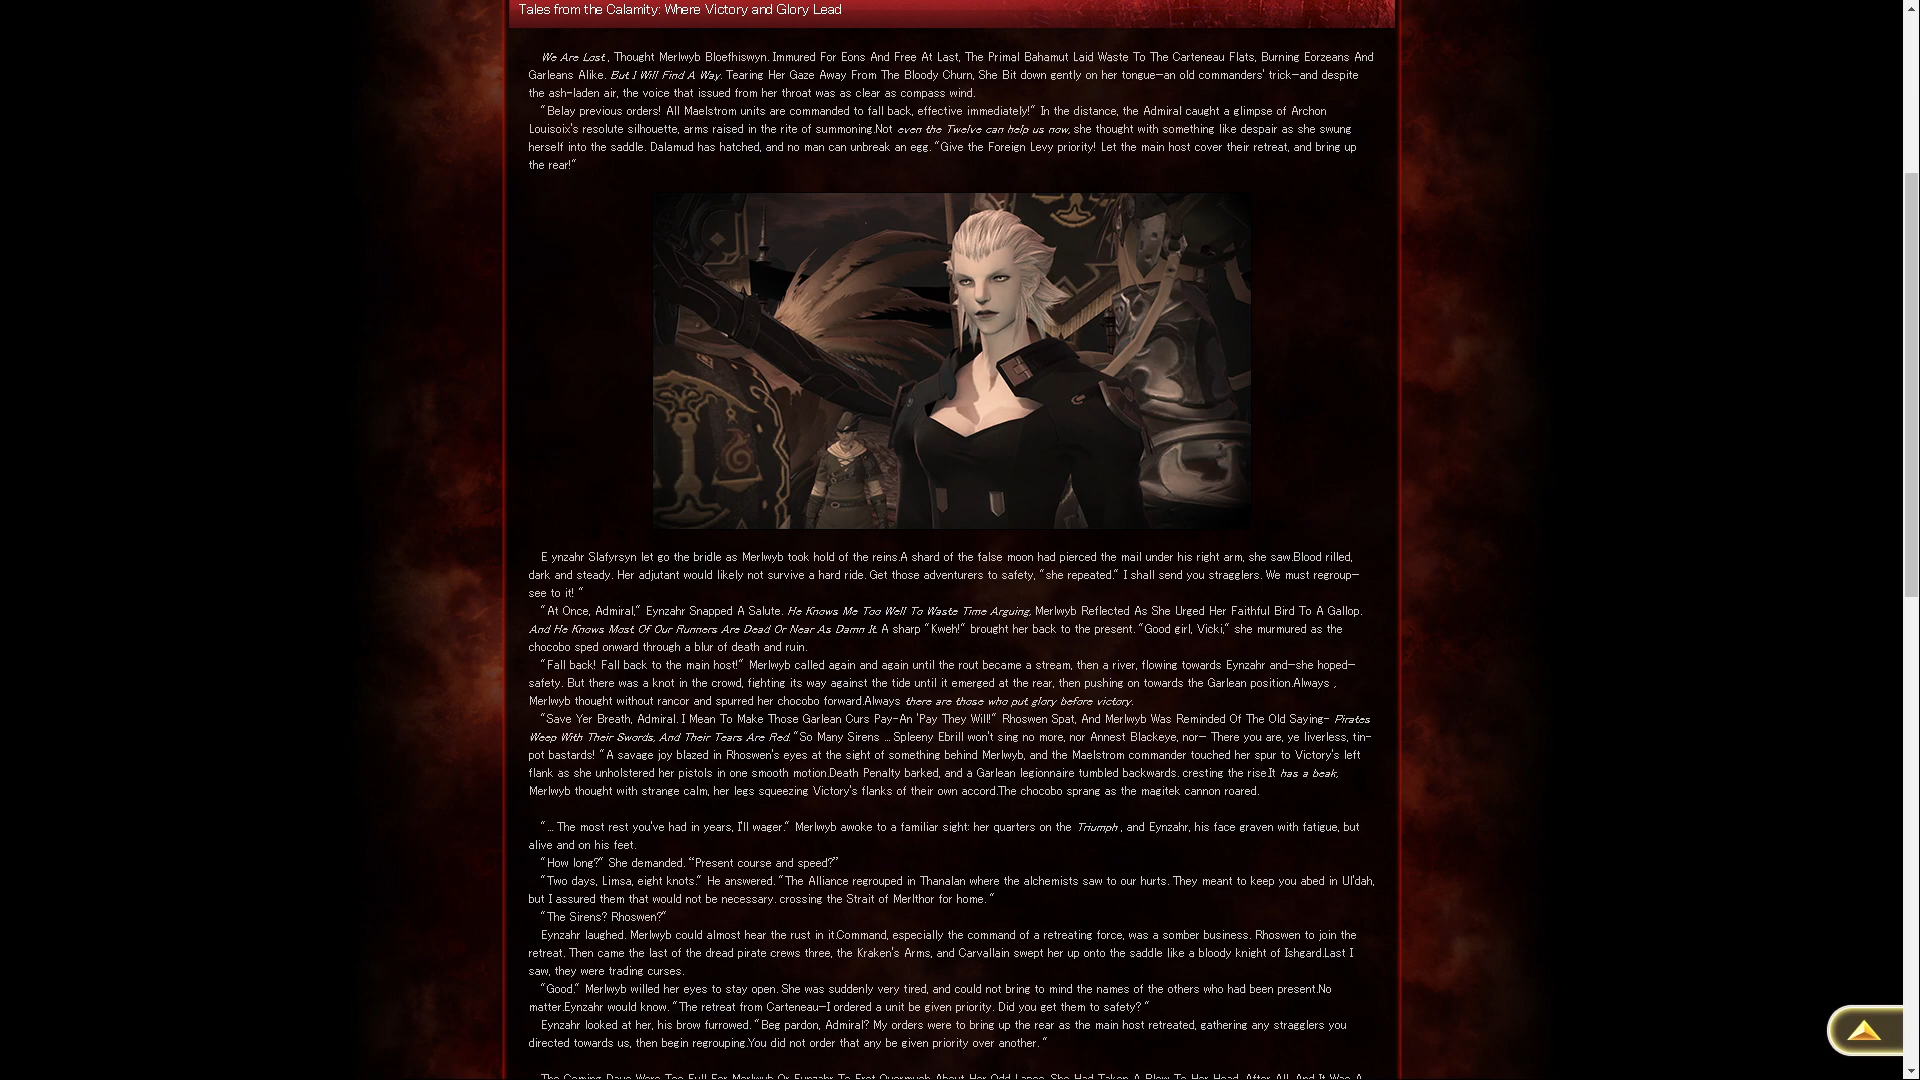 Tales from the Calamity: Where Victory and Glory Lead
We Are Lost , Thought Merlwyb Bloefhiswyn. Immured For Eons And Free At Last, The Primal Bahamut Laid Waste To The Carteneau Flats, Burning Eorzeans And
Garleans Alike. But I Will Find A Way. Tearing Her Gaze Away From The Bloody Churn, She Bit down gently on her tongue—an old commanders' trick—and despite
the ash-laden air, the voice that issued from her throat was as clear as compass wind.
"Belay previous orders! All Maelstrom units are commanded to fall back, effective immediately!" In the distance, the Admiral caught a glimpse of Archon
Louisoix's resolute silhouette, arms raised in the rite of summoning.Not even the Twelve can help us now, she thought with something like despair as she swung
herself into the saddle. Dalamud has hatched, and no man can unbreak an egg. "Give the Foreign Levy priority! Let the main host cover their retreat, and bring up
the rear!"
E ynzahr Slafyrsyn let go the bridle as Merlwyb took hold of the reins.A shard of the false moon had pierced the mail under his right arm, she saw.Blood rilled,
dark and steady. Her adjutant would likely not survive a hard ride. Get those adventurers to safety, "she repeated." I shall send you stragglers. We must regroup—
see to it! "
"At Once, Admiral," Eynzahr Snapped A Salute. He Knows Me Too Well To Waste Time Arguing, Merlwyb Reflected As She Urged Her Faithful Bird To A Gallop.
And He Knows Most Of Our Runners Are Dead Or Near As Damn It. A sharp "Kweh!" brought her back to the present. "Good girl, Vicki," she murmured as the
chocobo sped onward through a blur of death and ruin.
"Fall back! Fall back to the main host!" Merlwyb called again and again until the rout became a stream, then a river, flowing towards Eynzahr and—she hoped—
safety. But there was a knot in the crowd, fighting its way against the tide until it emerged at the rear, then pushing on towards the Garlean position.Always ,
Merlwyb thought without rancor and spurred her chocobo forward.Always there are those who put glory before victory.
"Save Yer Breath, Admiral. I Mean To Make Those Garlean Curs Pay-An 'Pay They Will!" Rhoswen Spat, And Merlwyb Was Reminded Of The Old Saying- Pirates
Weep With Their Swords, And Their Tears Are Red."So Many Sirens ... Spleeny Ebrill won't sing no more, nor Annest Blackeye, nor— There you are, ye liverless, tin-
pot bastards! "A savage joy blazed in Rhoswen's eyes at the sight of something behind Merlwyb, and the Maelstrom commander touched her spur to Victory's left
flank as she unholstered her pistols in one smooth motion.Death Penalty barked, and a Garlean legionnaire tumbled backwards. cresting the rise.It has a beak,
Merlwyb thought with strange calm, her legs squeezing Victory's flanks of their own accord.The chocobo sprang as the magitek cannon roared.
"... The most rest you've had in years, I'll wager." Merlwyb awoke to a familiar sight: her quarters on the Triumph , and Eynzahr, his face graven with fatigue, but
alive and on his feet.
"How long?" She demanded. "Present course and speed?"
"Two days, Limsa, eight knots." He answered. "The Alliance regrouped in Thanalan where the alchemists saw to our hurts. They meant to keep you abed in Ul'dah,
but I assured them that would not be necessary. crossing the Strait of Merlthor for home. "
"The Sirens? Rhoswen?"
Eynzahr laughed. Merlwyb could almost hear the rust in it.Command, especially the command of a retreating force, was a somber business. Rhoswen to join the
retreat. Then came the last of the dread pirate crews three, the Kraken's Arms, and Carvallain swept her up onto the saddle like a bloody knight of Ishgard.Last I
saw, they were trading curses.
"Good." Merlwyb willed her eyes to stay open. She was suddenly very tired, and could not bring to mind the names of the others who had been present.No
matter.Eynzahr would know. "The retreat from Carteneau—I ordered a unit be given priority. Did you get them to safety? "
Eynzahr looked at her, his brow furrowed. "Beg pardon, Admiral? My orders were to bring up the rear as the main host retreated, gathering any stragglers you
directed towards us, then begin regrouping.You did not order that any be given priority over another. "
The Coming Days Were Too Full For Merlwyb Or Eynzahr To Fret Overmuch About Her Odd Lapse. She Had Taken A Blow To Her Head, After All, And It Was A